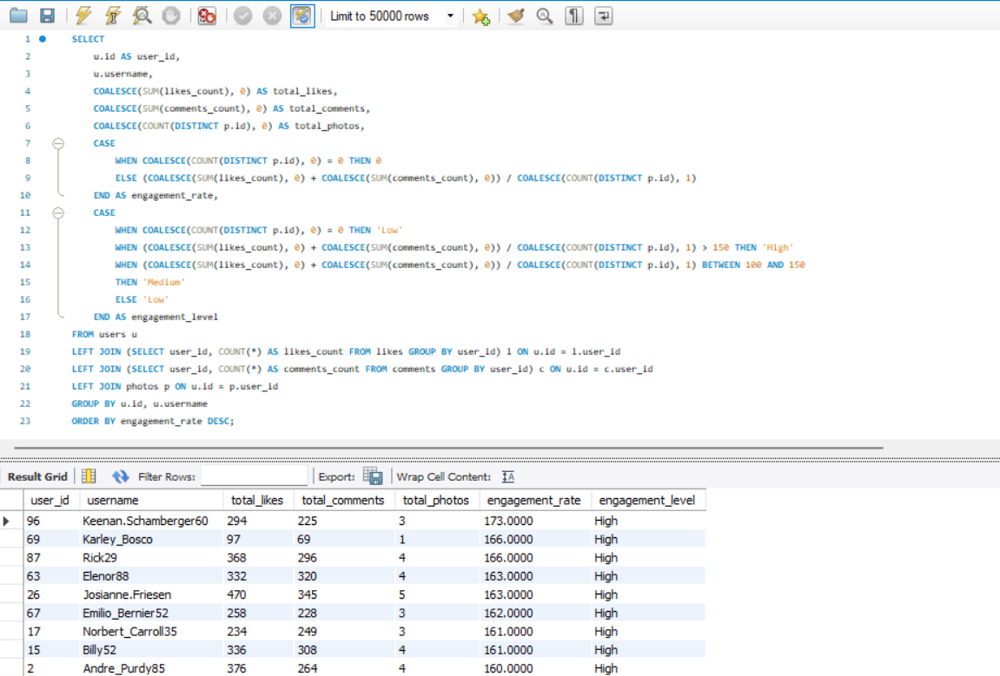 Limit to 50000 rows
1 SELECT
2 u.id AS user_id,
3 u.username,
4 COALESCE(SUM(likes_count), 0) AS total_likes,
5 COALESCE(SUM(comments_count), 0) AS total_comments,
6 COALESCE(COUNT(DISTINCT p.id), 0) AS total_photos,
7 CASE
8 WHEN COALESCE(COUNT(DISTINCT p.id), 0) = 0 THEN 0
9 ELSE (COALESCE(SUM(likes_count), 0) + COALESCE(SUM(comments_count), 0)) / COALESCE(COUNT(DISTINCT p.id), 1)
10 END AS engagement_rate,
11 CASE
12 WHEN COALESCE(COUNT(DISTINCT p.id), 0) = 0 THEN 'Low'
13 WHEN (COALESCE(SUM(likes_count), 0) + COALESCE(SUM(comments_count), 0)) / COALESCE(COUNT(DISTINCT p.id), 1) > 150 THEN 'High'
14 WHEN (COALESCE(SUM(likes_count), 0) + COALESCE(SUM(comments_count), 0)) / COALESCE(COUNT(DISTINCT p.id), 1) BETWEEN 100 AND 150
15 THEN 'Medium'
16 ELSE 'Low'
17 END AS engagement_level
18 FROM users u
19 LEFT JOIN (SELECT user_id, COUNT(*) AS likes_count FROM likes GROUP BY user_id) l ON u.id = l.user_id
20 LEFT JOIN (SELECT user_id, COUNT(*) AS comments_count FROM comments GROUP BY user_id) c ON u.id = c.user_id
21 LEFT JOIN photos p ON u.id = p.user_id
22 GROUP BY u.id, u.username
23 ORDER BY engagement_rate DESC;
Result Grid Filter Rows: Export: Wrap Cell Content: IA
user_id username total_likes total_comments total_photos engagement_rate engagement_level
96 Keenan.Schamberger60 294 225 3 173.0000 High
69 Karley_Bosco 97 69 1 166.0000 High
87 Rick29 368 296 4 166.0000 High
63 Elenor88 332 320 4 163.0000 High
26 Josianne.Friesen 470 345 5 163.0000 High
67 Emilio_Bernier52 258 228 3 162.0000 High
17 Norbert_Carroll35 234 249 3 161.0000 High
15 Billy52 336 308 4 161.0000 High
2 Andre_Purdy85 376 264 4 160.0000 High